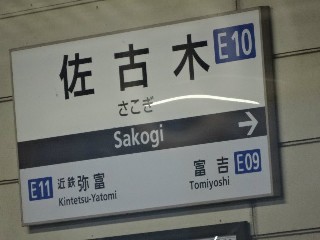 佐古木 E10
さこぎ
Sakogi →
E11 近鉄弥富 富吉 E09
Kintetsu-Yatomi Tomiyoshi